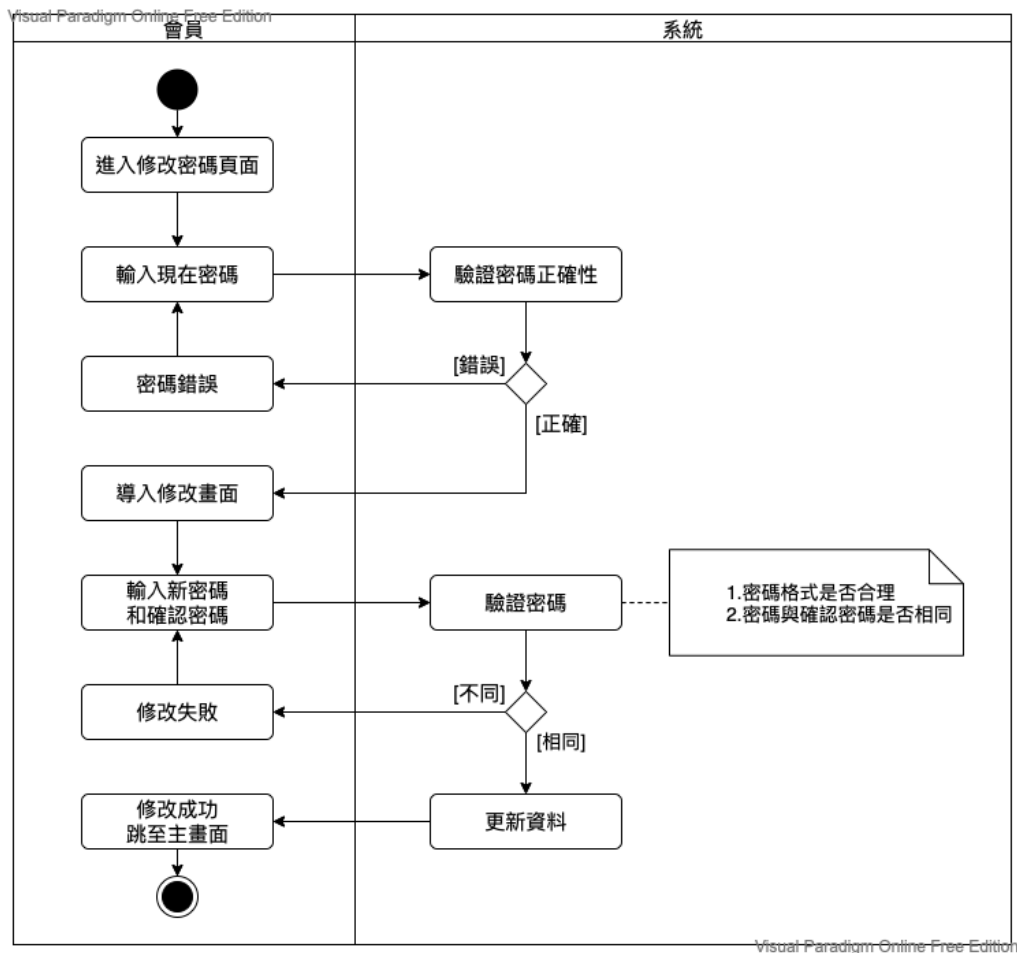 Visual Paradigm Online Free Edition
會員
系統
進入修改密碼頁面
輸入現在密碼
驗證密碼正確性
[錯誤]
密碼錯誤
[正確]
導入修改畫面
輸入新密碼
和確認密碼
驗證密碼
1.密碼格式是否合理
2.密碼與確認密碼是否相同
[不同]
修改失敗
[相同]
修改成功
跳至主畫面
更新資料
Visual Paradigm Online Free Edition